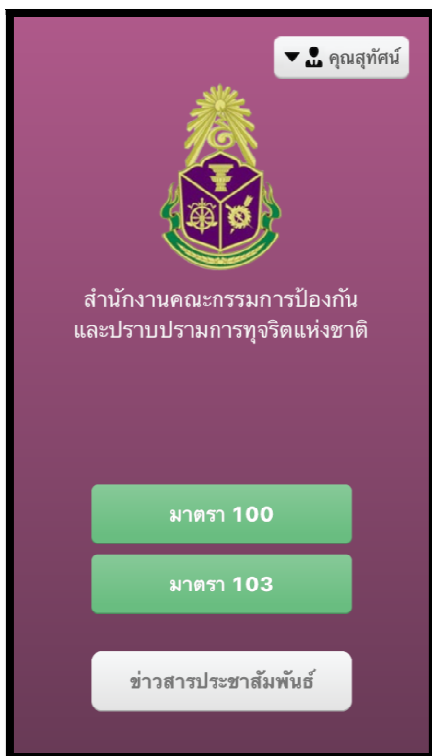 คุณสุทัศน์
สำนักงานคณะกรรมการป้องกัน
และปราบปรามการทุจริตแห่งชาติ
มาตรา 100
มาตรา 103
ข่าวสารประชาสัมพันธ์